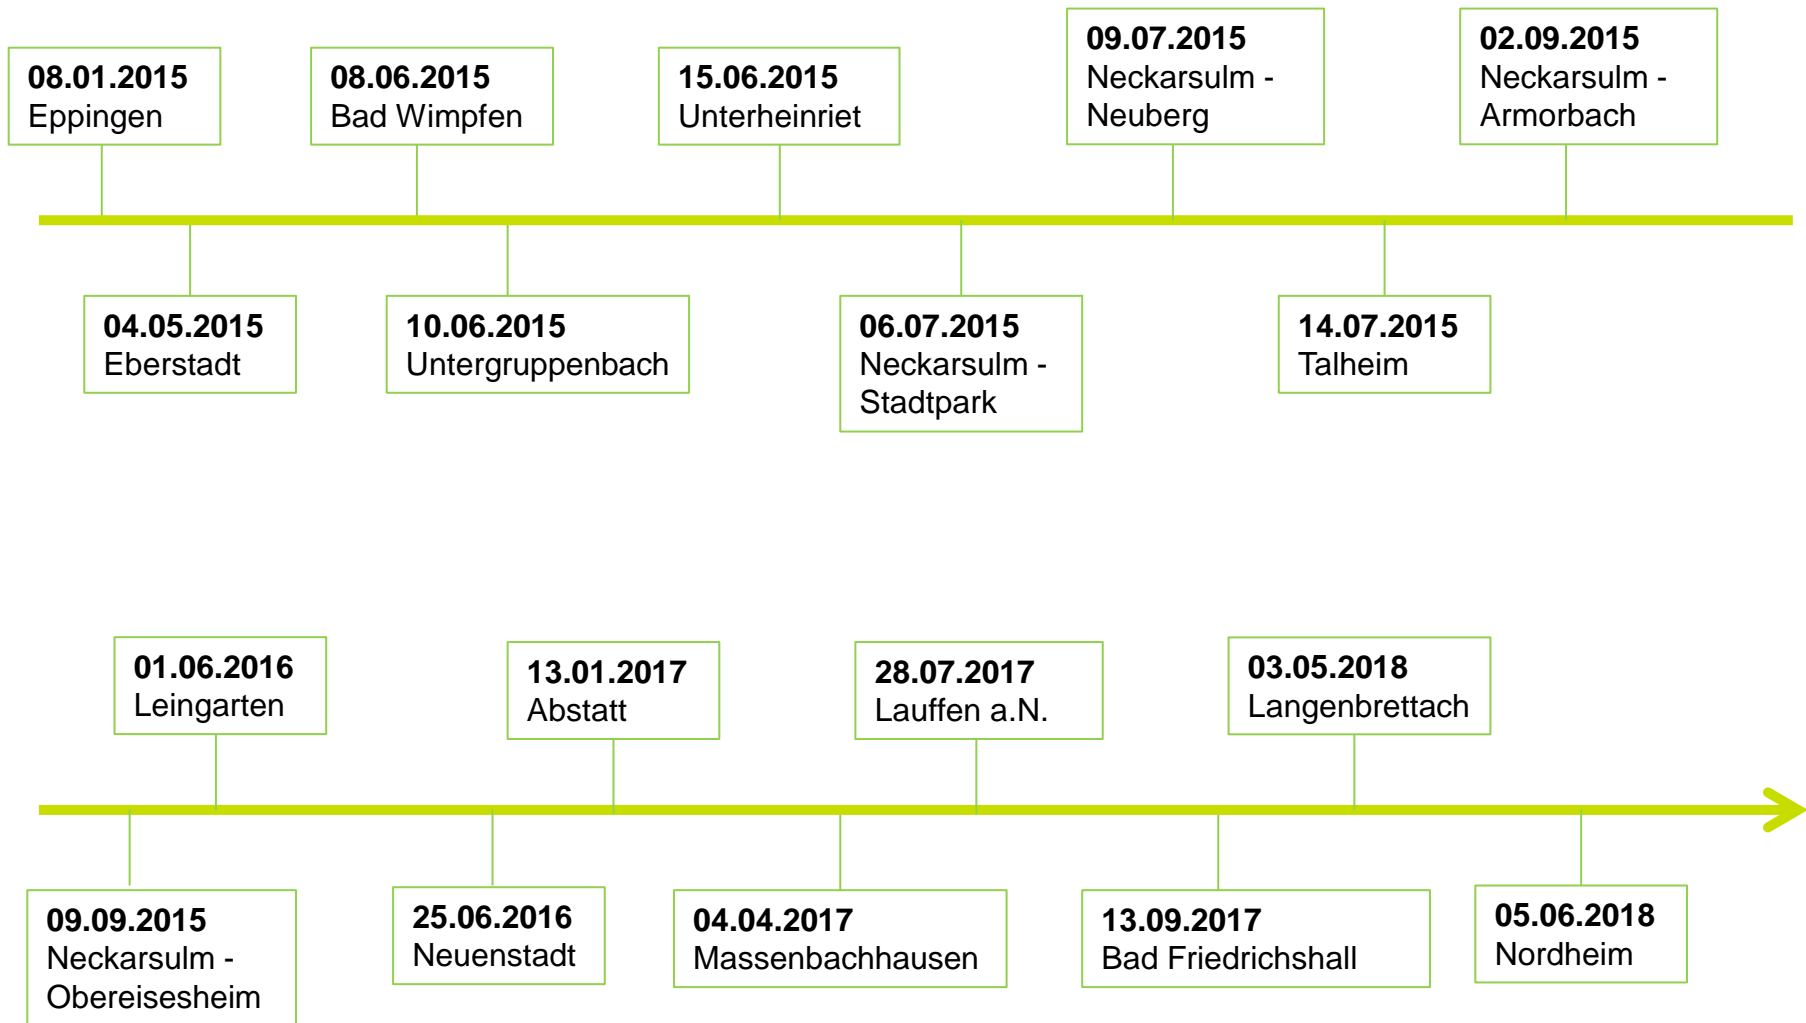 08.01.2015
Eppingen
04.05.2015
Eberstadt
08.06.2015
Bad Wimpfen
10.06.2015
Untergruppenbach
15.06.2015
Unterheinriet
06.07.2015
Neckarsulm -
Stadtpark
09.07.2015
Neckarsulm -
Neuberg
14.07.2015
Talheim
02.09.2015
Neckarsulm -
Armorbach
09.09.2015
Neckarsulm -
Obereisesheim
01.06.2016
Leingarten
25.06.2016
Neuenstadt
13.01.2017
Abstatt
04.04.2017
Massenbachhausen
28.07.2017
Lauffen a.N.
13.09.2017
Bad Friedrichshall
03.05.2018
Langenbrettach
05.06.2018
Nordheim